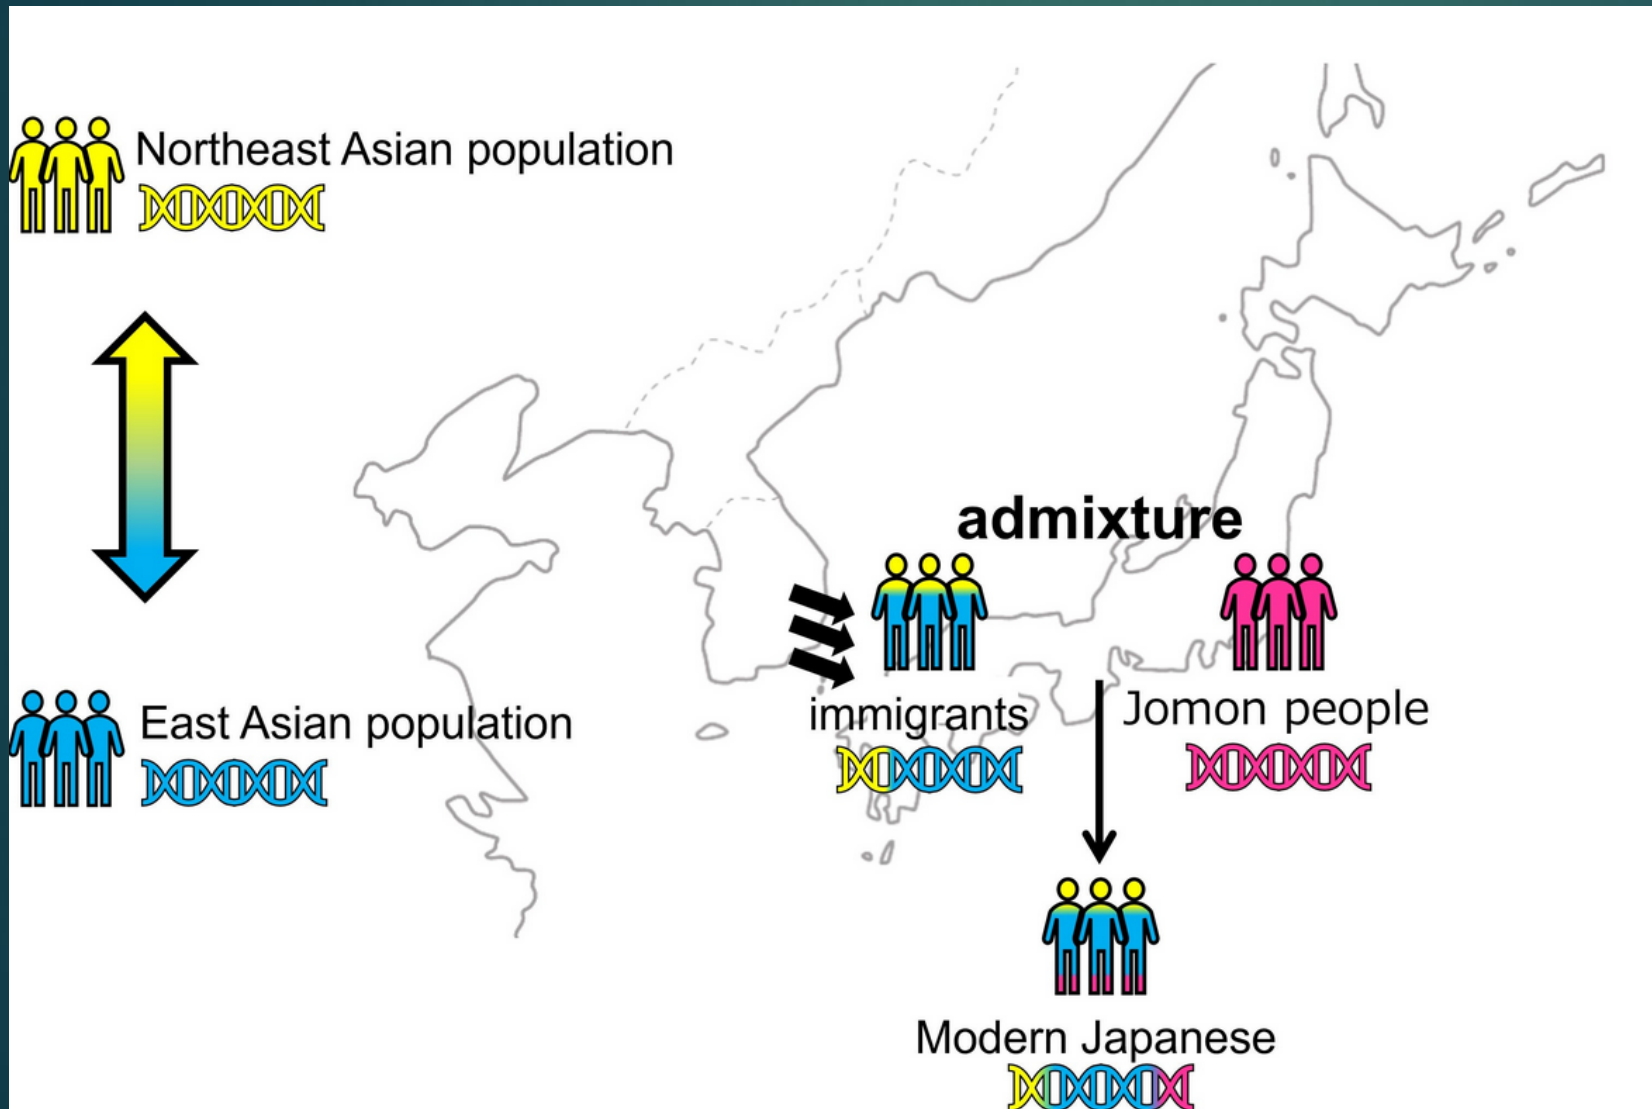 Northeast Asian population
admixture
East Asian population
immigrants
Jomon people
Modern Japanese